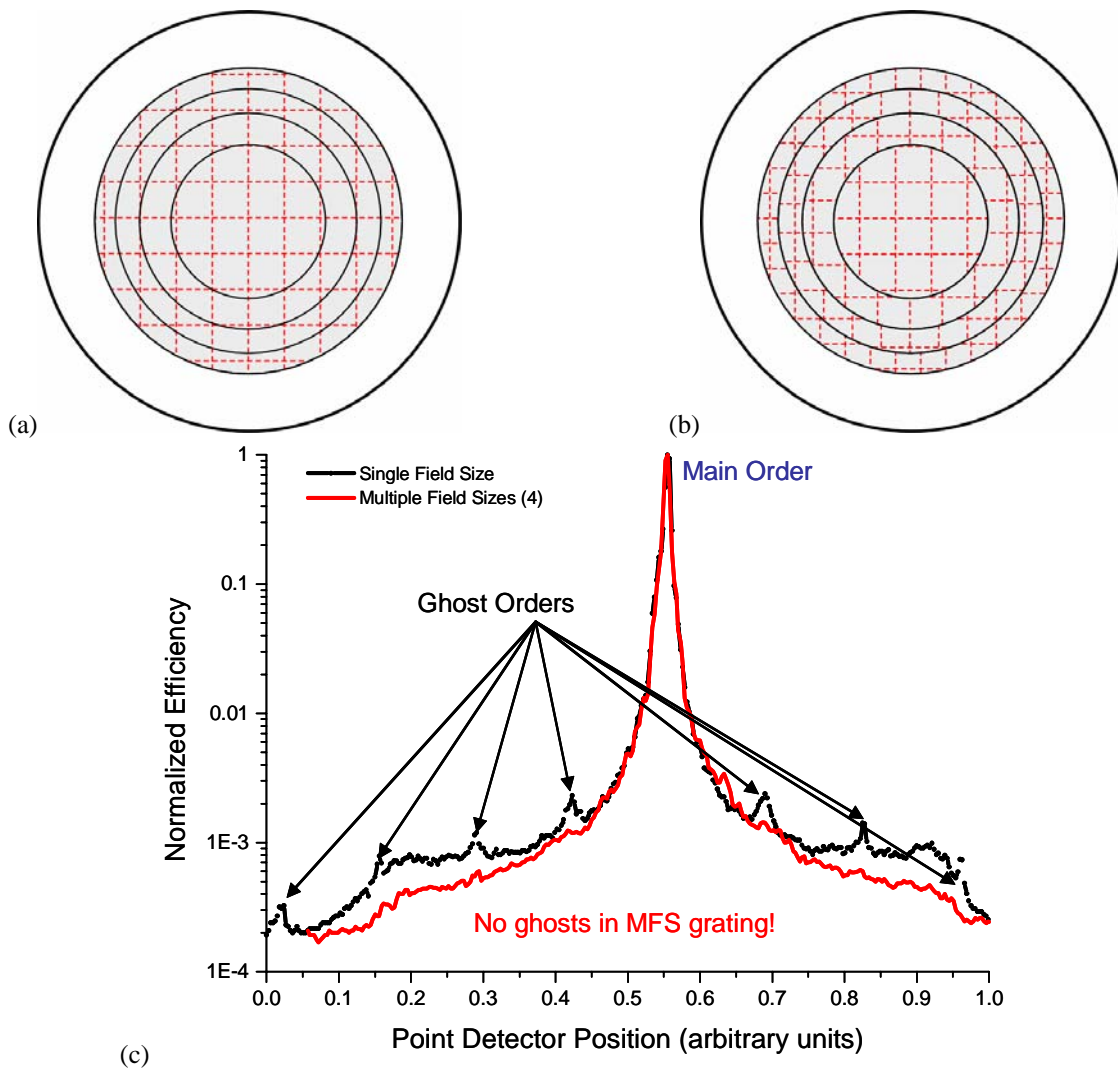 (a)
(b)
1
0.1
0.01
1E-3
1E-4
Normalized Efficiency
Single Field Size
Multiple Field Sizes (4)
Main Order
Ghost Orders
No ghosts in MFS grating!
0.0 0.1 0.2 0.3 0.4 0.5 0.6 0.7 0.8 0.9 1.0
Point Detector Position (arbitrary units)
(c)